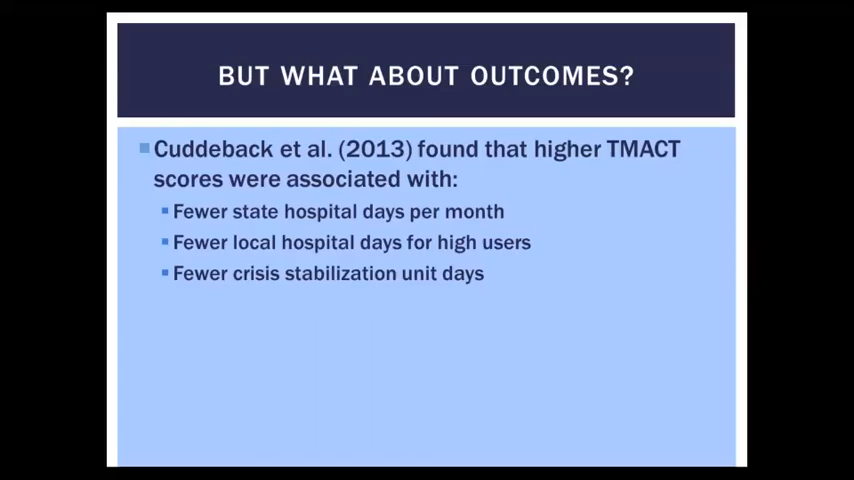 BUT WHAT ABOUT OUTCOMES?
Cuddeback et al. (2013) found that higher TMACT
scores were associated with:
Fewer state hospital days per month
Fewer local hospital days for high users
Fewer crisis stabilization unit days